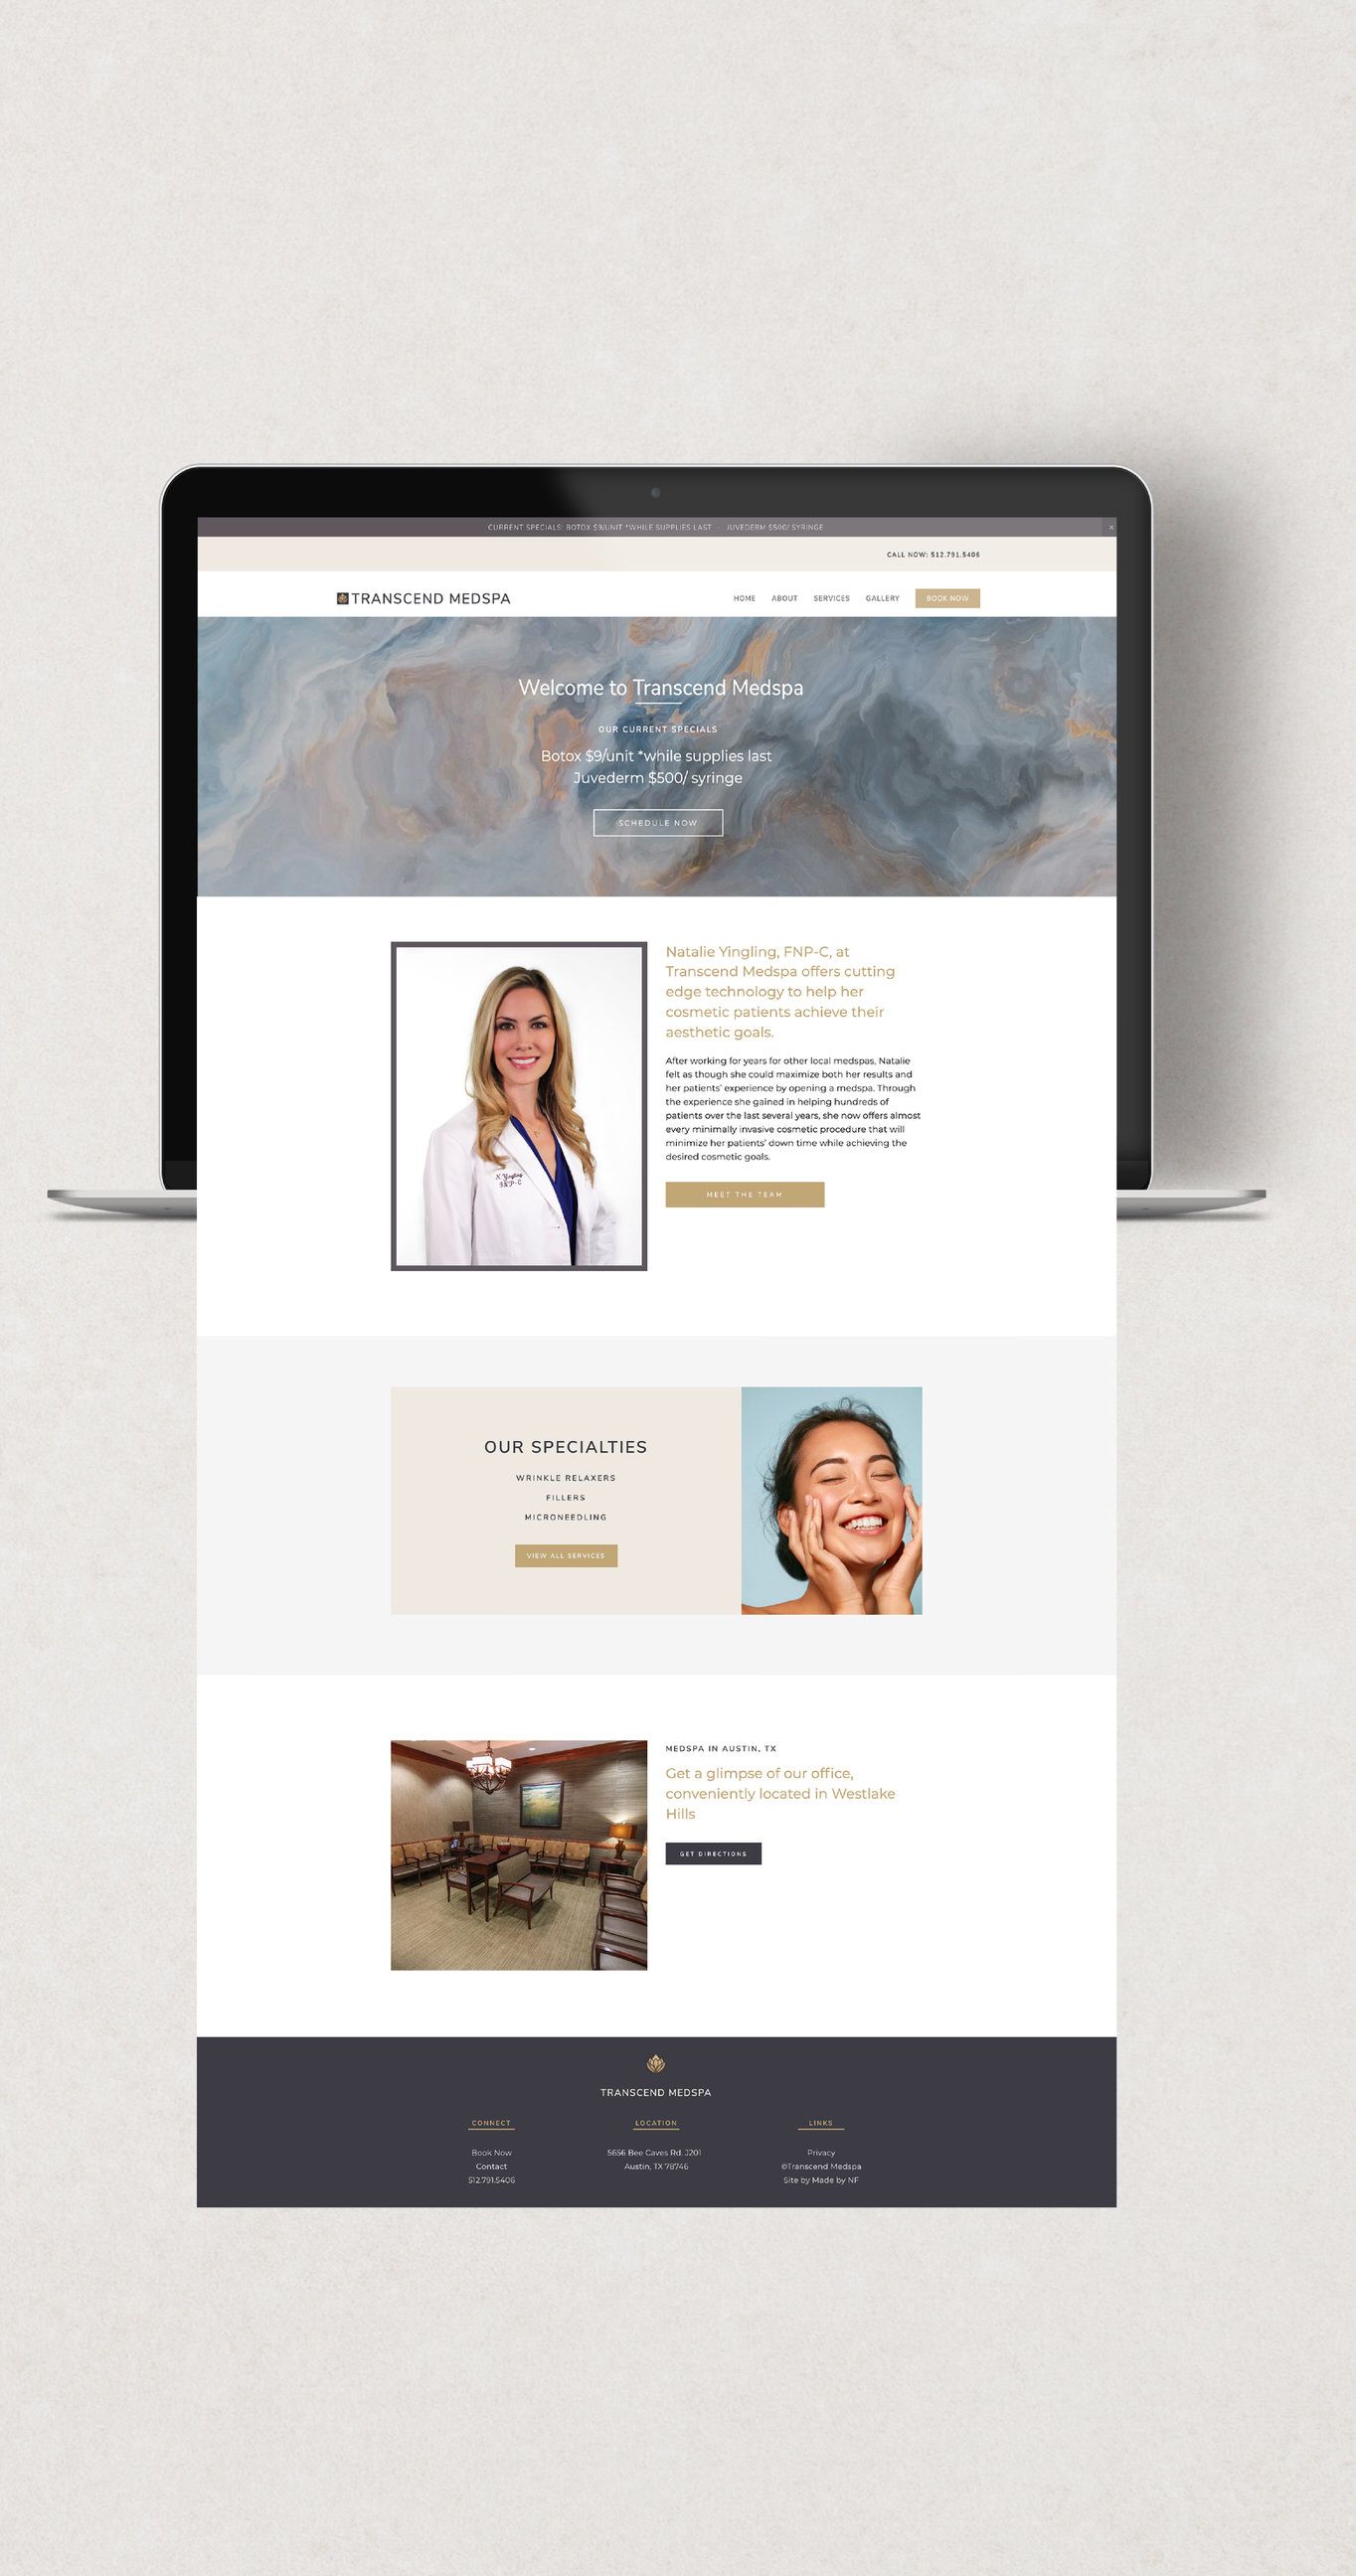 CURRENT SPECIALS: BOTOX $9/UNIT *WHILE SUPPLIES LAST - JUVEDERM $500/ SYRINGE ×
CALL NOW: 512.791.5406
TRANSCEND MEDSPA
HOME ABOUT SERVICES GALLERY BOOK NOW
Welcome to Transcend Medspa
OUR CURRENT SPECIALS
Botox $9/unit *while supplies last
Juvederm $500/ syringe
SCHEDULE NOW
Natalie Yingling, FNP-C, at
Transcend Medspa offers cutting
edge technology to help her
cosmetic patients achieve their
aesthetic goals.
After working for years for other local medspas, Natalie
felt as though she could maximize both her results and
her patients' experience by opening a medspa. Through
the experience she gained in helping hundreds of
patients over the last several years, she now offers almost
every minimally invasive cosmetic procedure that will
minimize her patients' down time while achieving the
desired cosmetic goals.
MEET THE TEAM
N. Yingling
FNP-C
OUR SPECIALTIES
WRINKLE RELAXERS
FILLERS
MICRONEEDLING
VIEW ALL SERVICES
MEDSPA IN AUSTIN, TX
Get a glimpse of our office,
conveniently located in Westlake
Hills
GET DIRECTIONS
TRANSCEND MEDSPA
CONNECT
Book Now
Contact
512.791.5406
LOCATION
5656 Bee Caves Rd. J201
Austin, TX 78746
LINKS
Privacy
©Transcend Medspa
Site by Made by NF